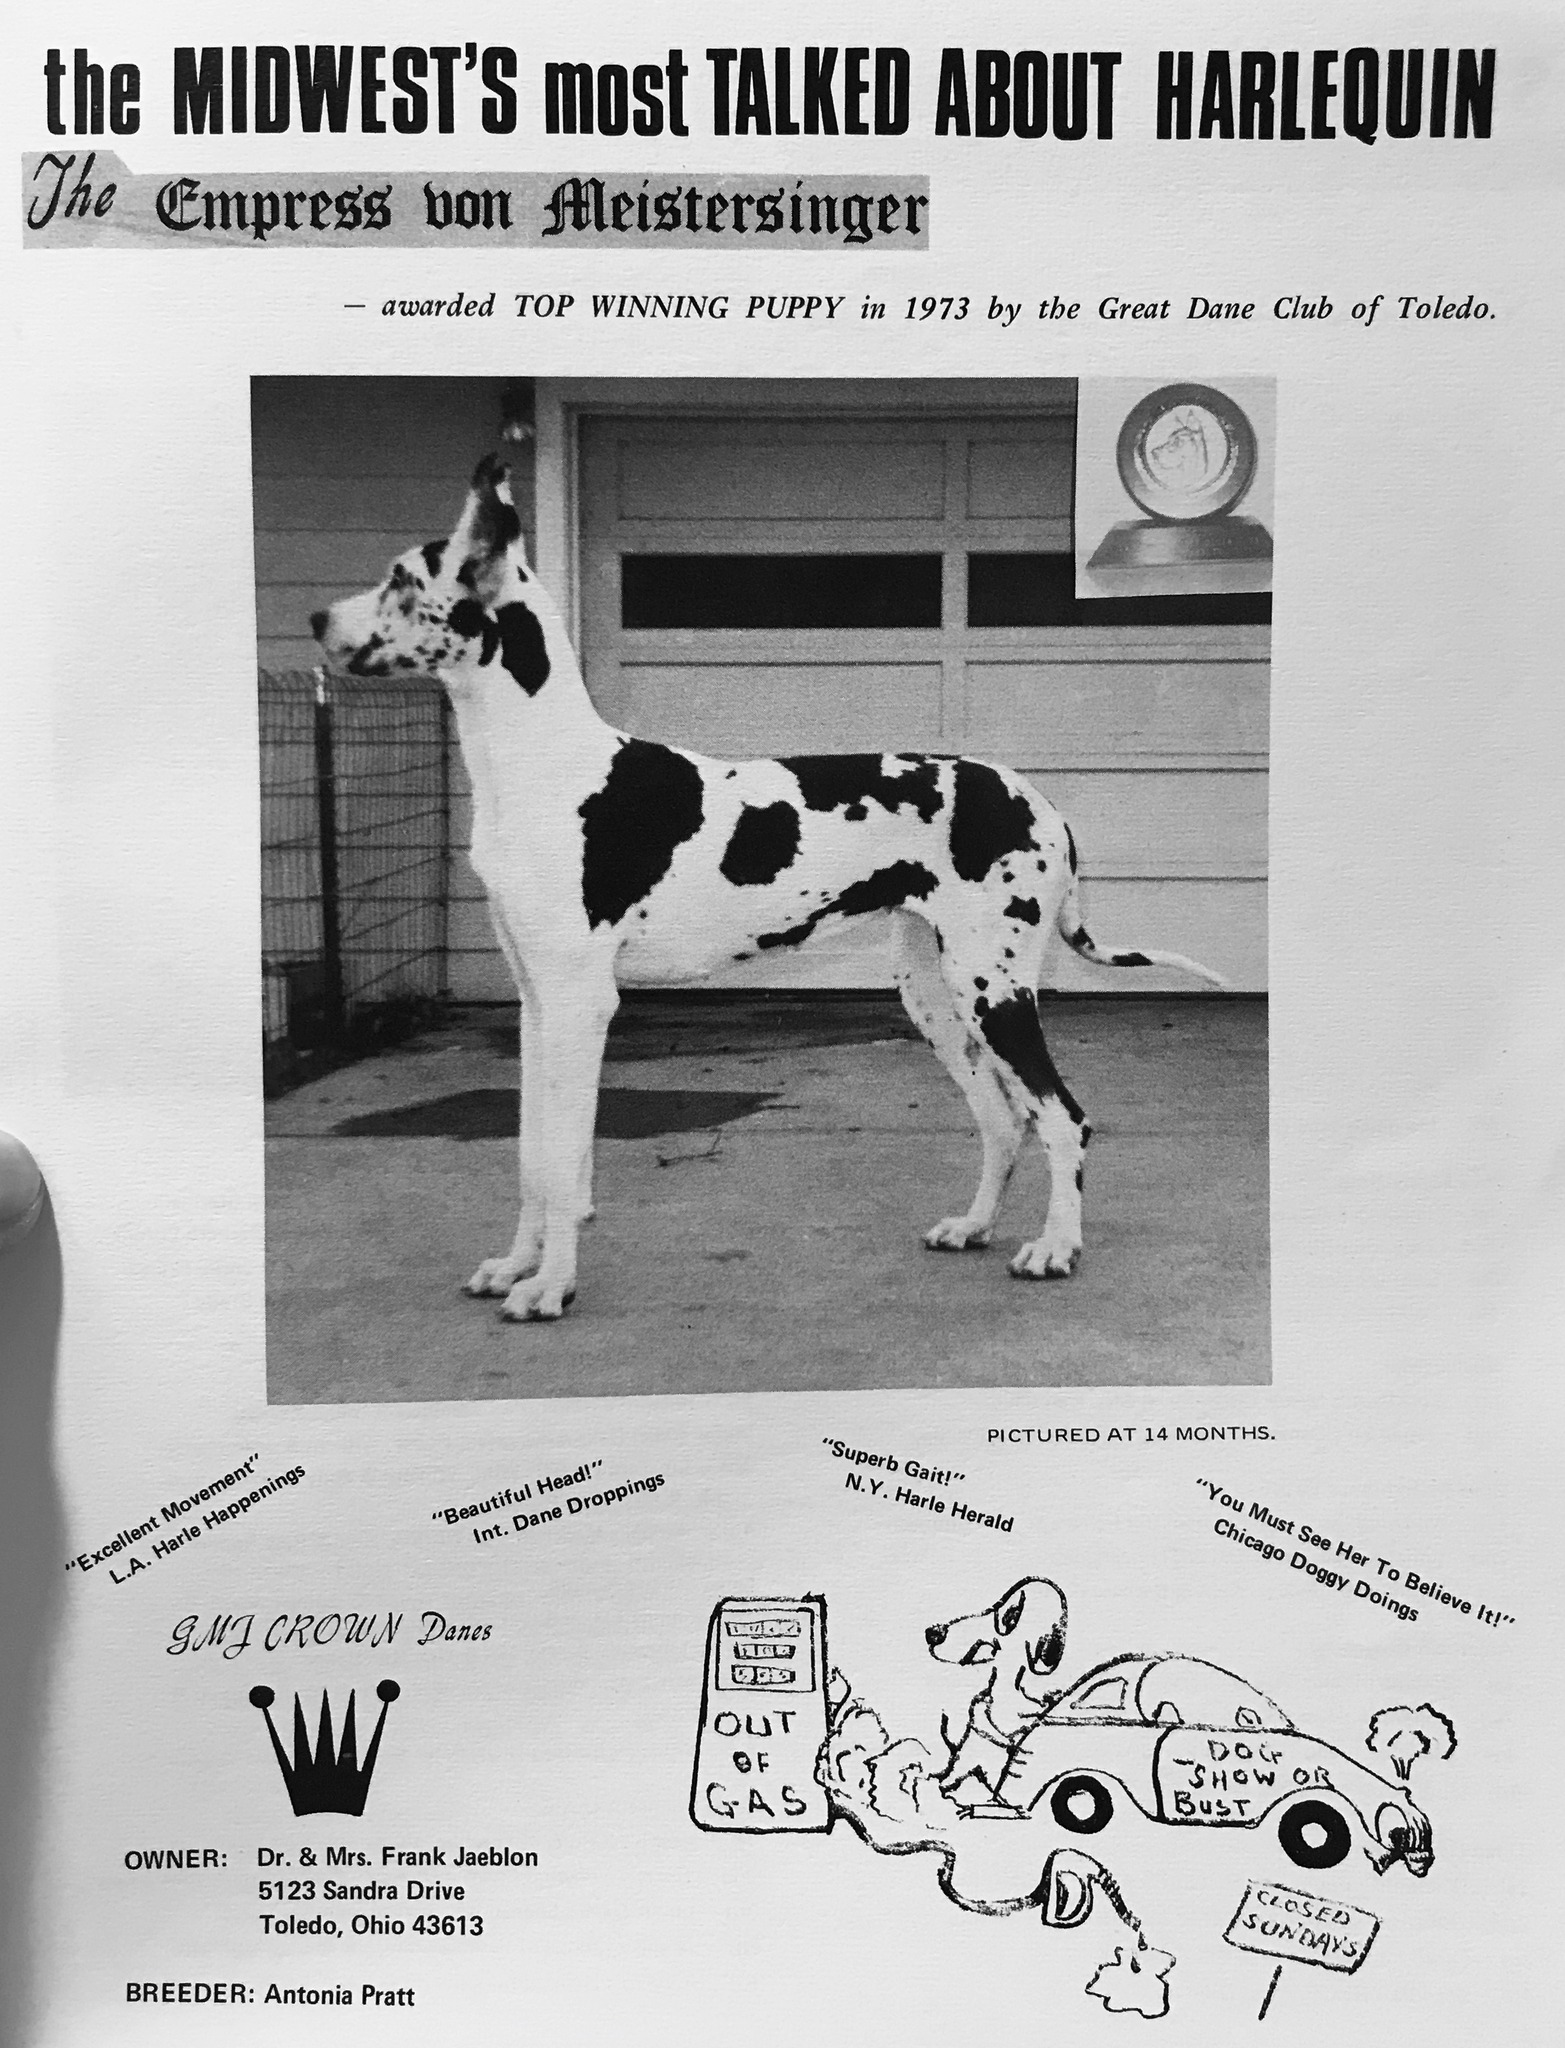 the MIDWEST'S most TALKED ABOUT HARLEQUIN
The Empress von Meistersinger
— awarded TOP WINNING PUPPY in 1973 by the Great Dane Club of Toledo.
PICTURED AT 14 MONTHS.
"Excellent Movement"
L.A. Harle Happenings
"Beautiful Head!"
Int. Dane Droppings
"Superb Gait!"
N.Y. Harle Herald
"You Must See Her To Believe It!"
Chicago Doggy Doings
GMJ CROWN Danes
OUT
OF
GAS
DOG
-SHOW OR
BUST
CLOSED
SUNDAYS
OWNER: Dr. & Mrs. Frank Jaeblon
5123 Sandra Drive
Toledo, Ohio 43613
BREEDER: Antonia Pratt